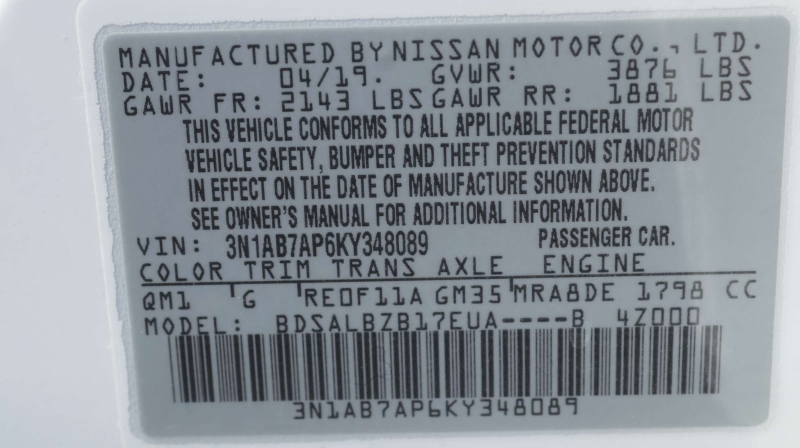 MANUFACTURED BY NISSAN MOTOR CO., LTD.
DATE: 04/19. GVWR: 3876 LBS
GAWR FR: 2143 LBS GAWR RR: 1881 LBS
THIS VEHICLE CONFORMS TO ALL APPLICABLE FEDERAL MOTOR
VEHICLE SAFETY, BUMPER AND THEFT PREVENTION STANDARDS
IN EFFECT ON THE DATE OF MANUFACTURE SHOWN ABOVE.
SEE OWNER'S MANUAL FOR ADDITIONAL INFORMATION.
VIN: 3N1AB7AP6KY348089 PASSENGER CAR.
COLOR TRIM TRANS AXLE ENGINE
QM1 G RE0F11A GM35 MRA8DE 1798 CC
MODEL: BDSALBZB17EUA----B 4Z000
3N1AB7AP6KY348089